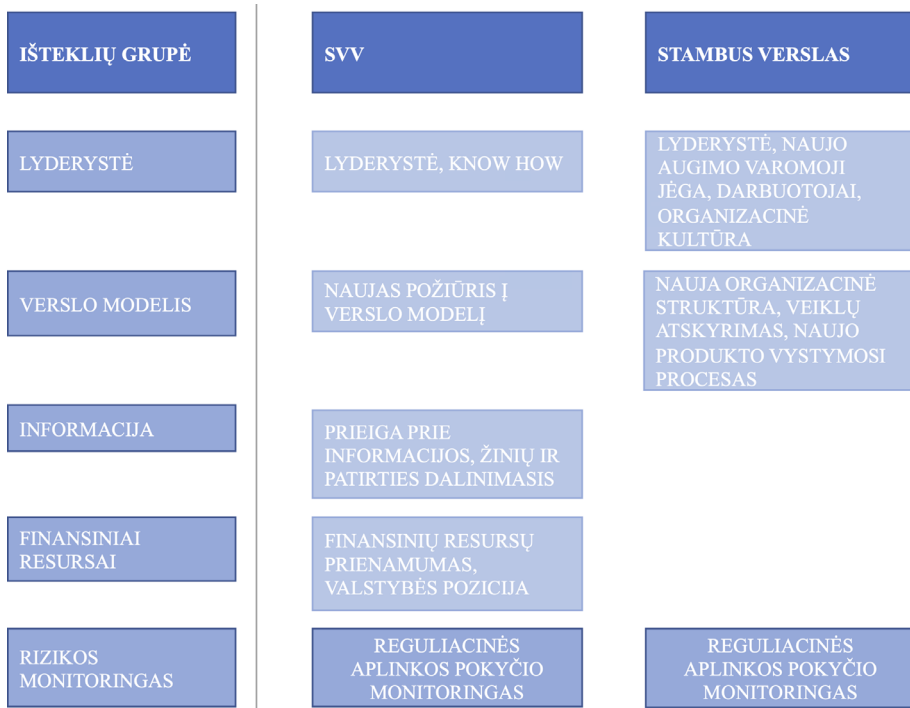 IŠTEKLIŲ GRUPĖ
SVV
STAMBUS VERSLAS
LYDERYSTĖ
LYDERYSTĖ, KNOW HOW
LYDERYSTĖ, NAUJO
AUGIMO VAROMOJI
JĖGA, DARBUOTOJAI,
ORGANIZACINĖ
KULTŪRA
VERSLO MODELIS
NAUJAS POŽIŪRIS Į
VERSLO MODELĮ
NAUJA ORGANIZACINĖ
STRUKTŪRA, VEIKLŲ
ATSKYRIMAS, NAUJO
PRODUKTO VYSTYMOSI
PROCESAS
INFORMACIJA
PRIEIGA PRIE
INFORMACIJOS, ŽINIŲ IR
PATIRTIES DALINIMASIS
FINANSINIAI
RESURSAI
FINANSINIŲ RESURSŲ
PRIENAMUMAS,
VALSTYBĖS POZICIJA
RIZIKOS
MONITORINGAS
REGULIACINĖS
APLINKOS POKYČIO
MONITORINGAS
REGULIACINĖS
APLINKOS POKYČIO
MONITORINGAS